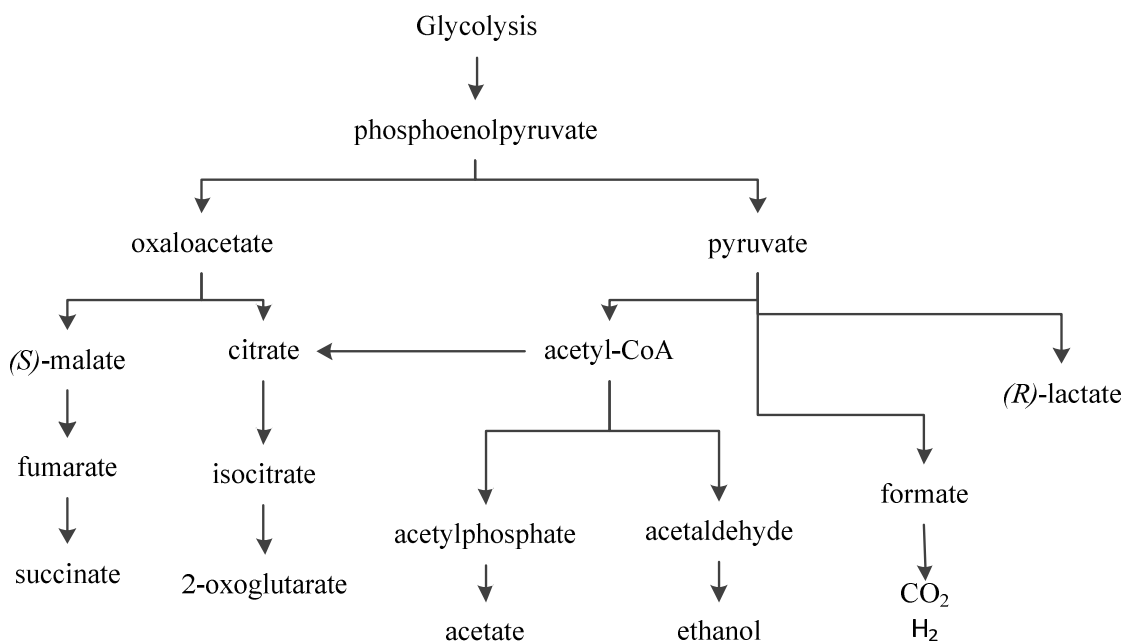 Glycolysis
phosphoenolpyruvate
oxaloacetate
pyruvate
(S)-malate
citrate
acetyl-CoA
(R)-lactate
fumarate
isocitrate
formate
acetylphosphate
acetaldehyde
succinate
2-oxoglutarate
CO₂
H₂
acetate
ethanol